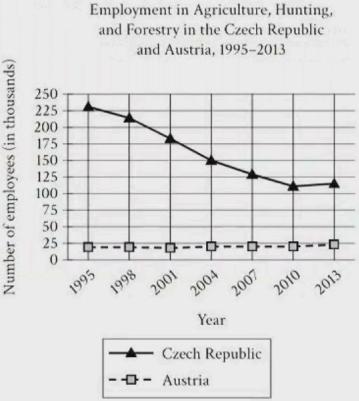 Employment in Agriculture, Hunting,
and Forestry in the Czech Republic
and Austria, 1995–2013
Number of employees (in thousands)
250
225
200
175
150
125
100
75
50
25
0
1995
1998
2001
2004
2007
2010
2013
Year
Czech Republic
Austria